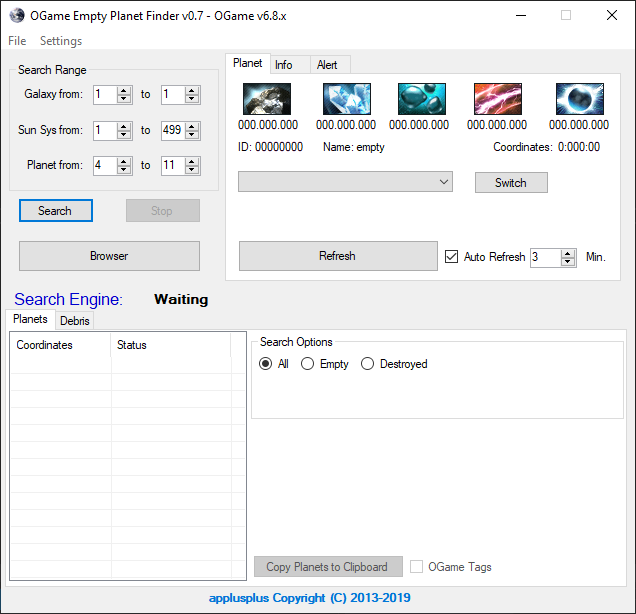 OGame Empty Planet Finder v0.7 - OGame v6.8.x
File Settings
Search Range
Galaxy from: 1 to 1
Sun Sys from: 1 to 499
Planet from: 4 to 11
Search Stop
Browser
Planet Info Alert
000.000.000 000.000.000 000.000.000 000.000.000 000.000.000
ID: 00000000 Name: empty Coordinates: 0:000:00
Switch
Refresh Auto Refresh 3 Min.
Search Engine: Waiting
Planets Debris
Coordinates Status
Search Options
All Empty Destroyed
Copy Planets to Clipboard OGame Tags
applusplus Copyright (C) 2013-2019